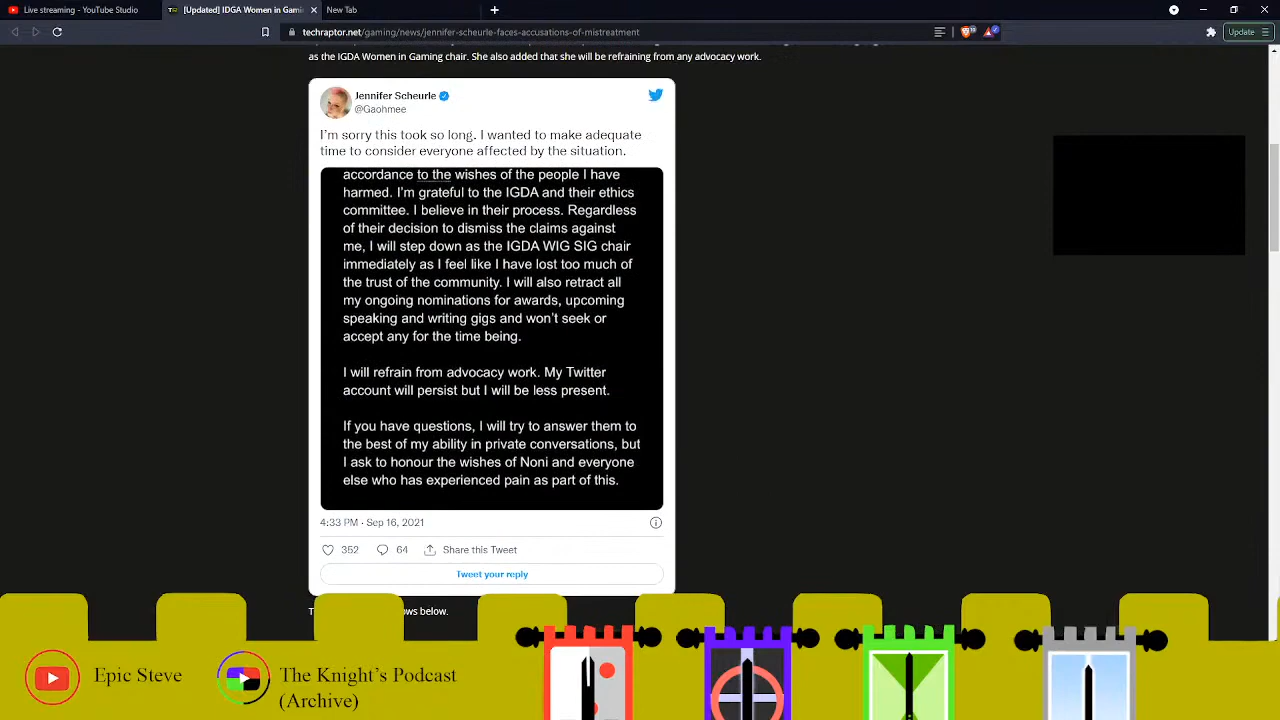 Live streaming - YouTube Studio
[Updated] IDGA Women in Gami
New Tab
techraptor.net/gaming/news/jennifer-scheurle-faces-accusations-of-mistreatment
Update
as the IGDA Women in Gaming chair. She also added that she will be refraining from any advocacy work.
Jennifer Scheurle
@Gaohmee
I'm sorry this took so long. I wanted to make adequate
time to consider everyone affected by the situation.
accordance to the wishes of the people I have
harmed. I'm grateful to the IGDA and their ethics
committee. I believe in their process. Regardless
of their decision to dismiss the claims against
me, I will step down as the IGDA WIG SIG chair
immediately as I feel like I have lost too much of
the trust of the community. I will also retract all
my ongoing nominations for awards, upcoming
speaking and writing gigs and won't seek or
accept any for the time being.
I will refrain from advocacy work. My Twitter
account will persist but I will be less present.
If you have questions, I will try to answer them to
the best of my ability in private conversations, but
I ask to honour the wishes of Noni and everyone
else who has experienced pain as part of this.
4:33 PM · Sep 16, 2021
352
64
Share this Tweet
Tweet your reply
below.
Epic Steve
The Knight's Podcast
(Archive)